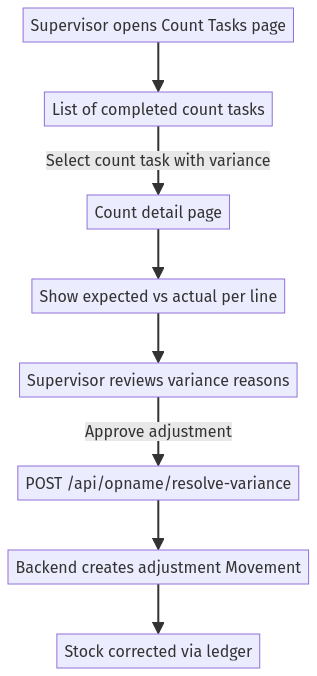 Supervisor opens Count Tasks page
List of completed count tasks
Select count task with variance
Count detail page
Show expected vs actual per line
Supervisor reviews variance reasons
Approve adjustment
POST /api/opname/resolve-variance
Backend creates adjustment Movement
Stock corrected via ledger